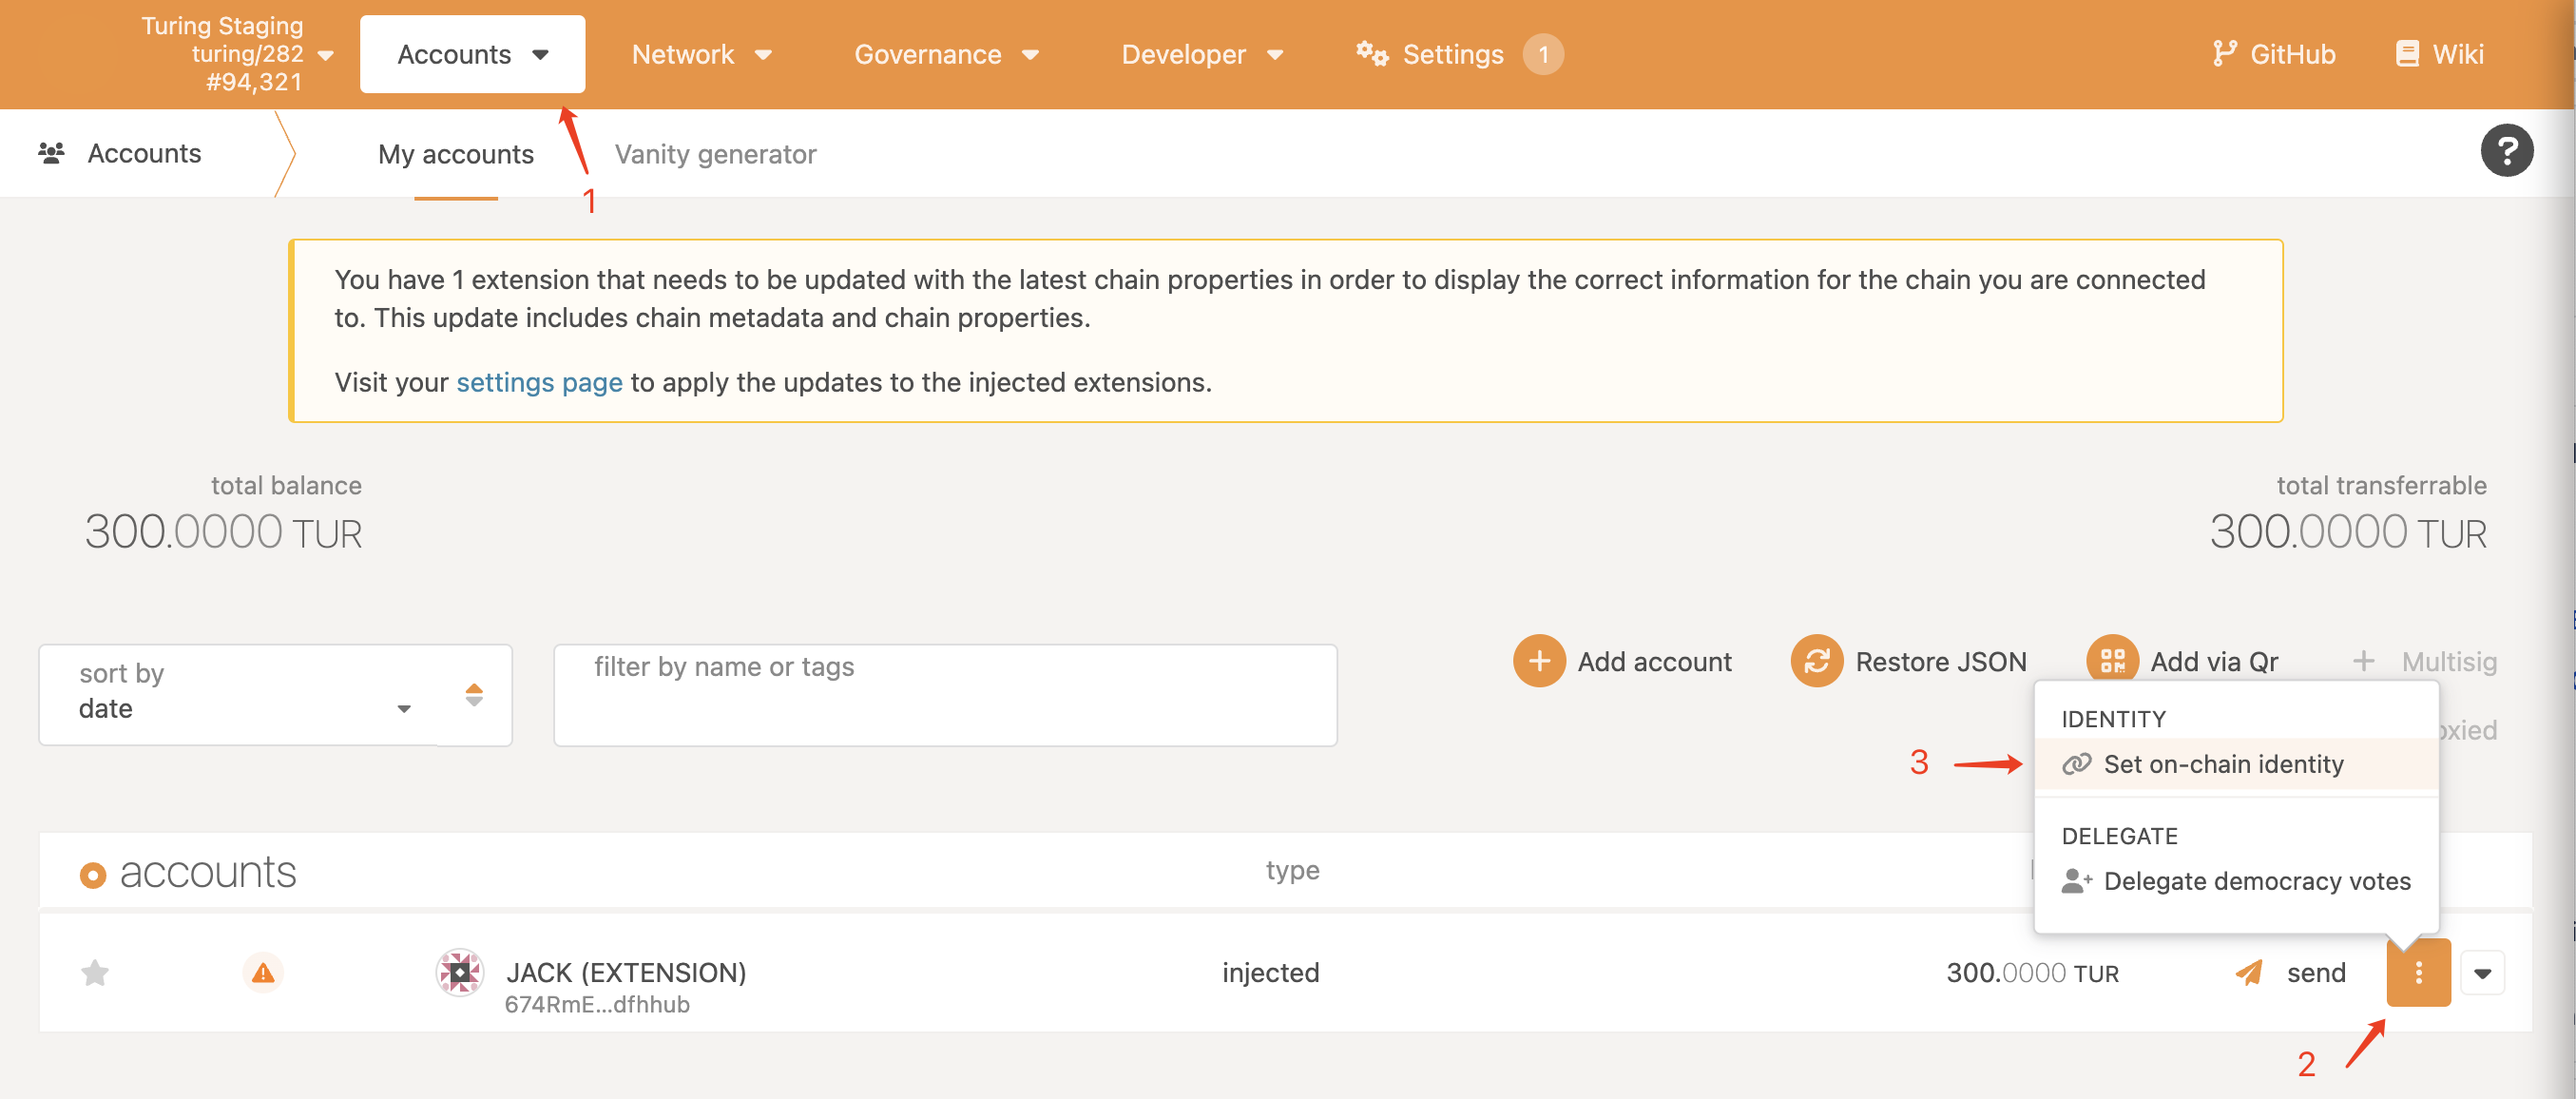 Turing Staging
turing/282
#94,321
Accounts
Network
Governance
Developer
Settings
1
GitHub
Wiki
Accounts
My accounts
Vanity generator
?
1
You have 1 extension that needs to be updated with the latest chain properties in order to display the correct information for the chain you are connected
to. This update includes chain metadata and chain properties.
Visit your settings page to apply the updates to the injected extensions.
total balance
300.0000 TUR
total transferrable
300.0000 TUR
sort by
date
filter by name or tags
Add account
Restore JSON
Add via Qr
Multisig
IDENTITY
3
Set on-chain identity
DELEGATE
Delegate democracy votes
accounts
type
JACK (EXTENSION)
674RmE...dfhhub
injected
300.0000 TUR
send
2